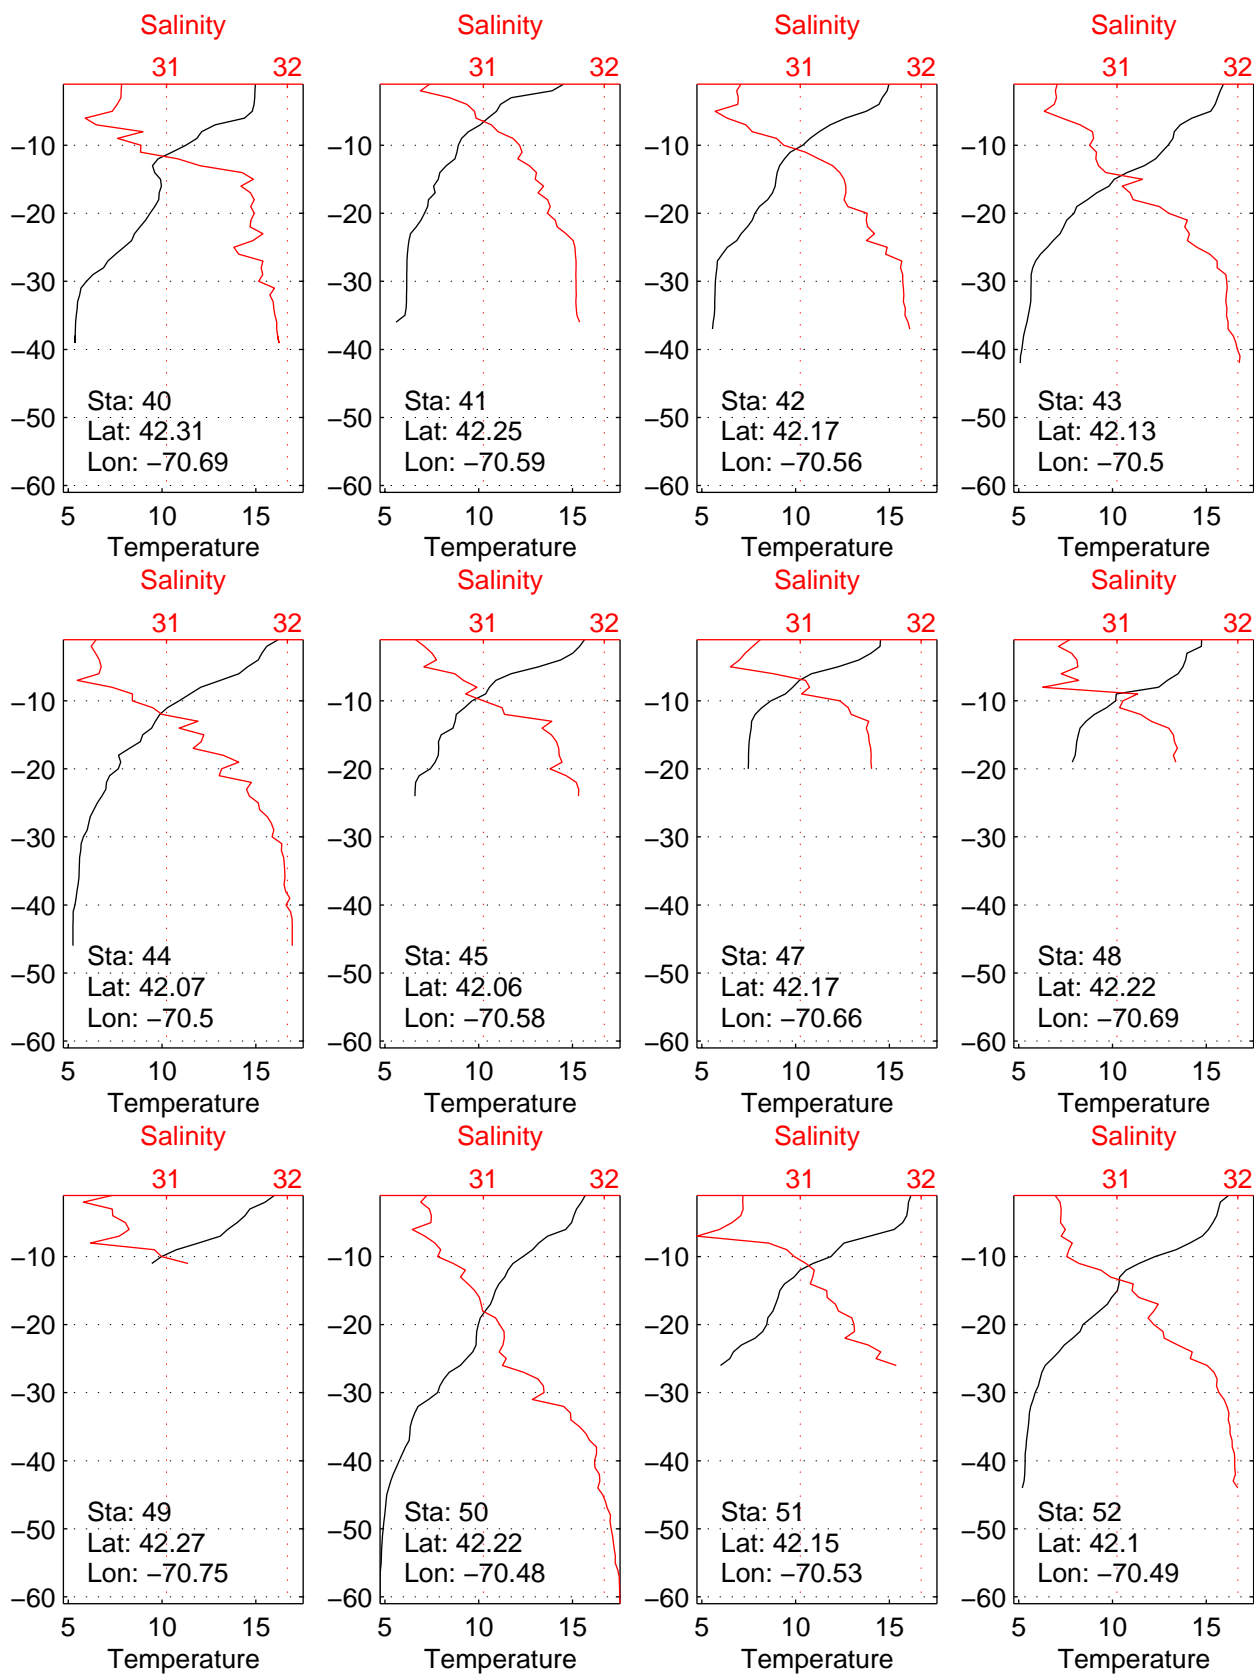 Salinity Salinity Salinity Salinity
31 32 31 32 31 32 31 32
−10 −10 −10 −10
−20 −20 −20 −20
−30 −30 −30 −30
−40 −40 −40 −40
Sta: 40 Sta: 41 Sta: 42 Sta: 43
−50 −50 −50 −50
Lat: 42.31 Lat: 42.25 Lat: 42.17 Lat: 42.13
Lon: −70.69 Lon: −70.59 Lon: −70.56 Lon: −70.5
−60 −60 −60 −60
5 10 15 5 10 15 5 10 15 5 10 15
Temperature Temperature Temperature Temperature
Salinity Salinity Salinity Salinity
31 32 31 32 31 32 31 32
−10 −10 −10 −10
−20 −20 −20 −20
−30 −30 −30 −30
−40 −40 −40 −40
Sta: 44 Sta: 45 Sta: 47 Sta: 48
−50 −50 −50 −50
Lat: 42.07 Lat: 42.06 Lat: 42.17 Lat: 42.22
Lon: −70.5 Lon: −70.58 Lon: −70.66 Lon: −70.69
−60 −60 −60 −60
5 10 15 5 10 15 5 10 15 5 10 15
Temperature Temperature Temperature Temperature
Salinity Salinity Salinity Salinity
31 32 31 32 31 32 31 32
−10 −10 −10 −10
−20 −20 −20 −20
−30 −30 −30 −30
−40 −40 −40 −40
Sta: 49 Sta: 50 Sta: 51 Sta: 52
−50 −50 −50 −50
Lat: 42.27 Lat: 42.22 Lat: 42.15 Lat: 42.1
Lon: −70.75 Lon: −70.48 Lon: −70.53 Lon: −70.49
−60 −60 −60 −60
5 10 15 5 10 15 5 10 15 5 10 15
Temperature Temperature Temperature Temperature